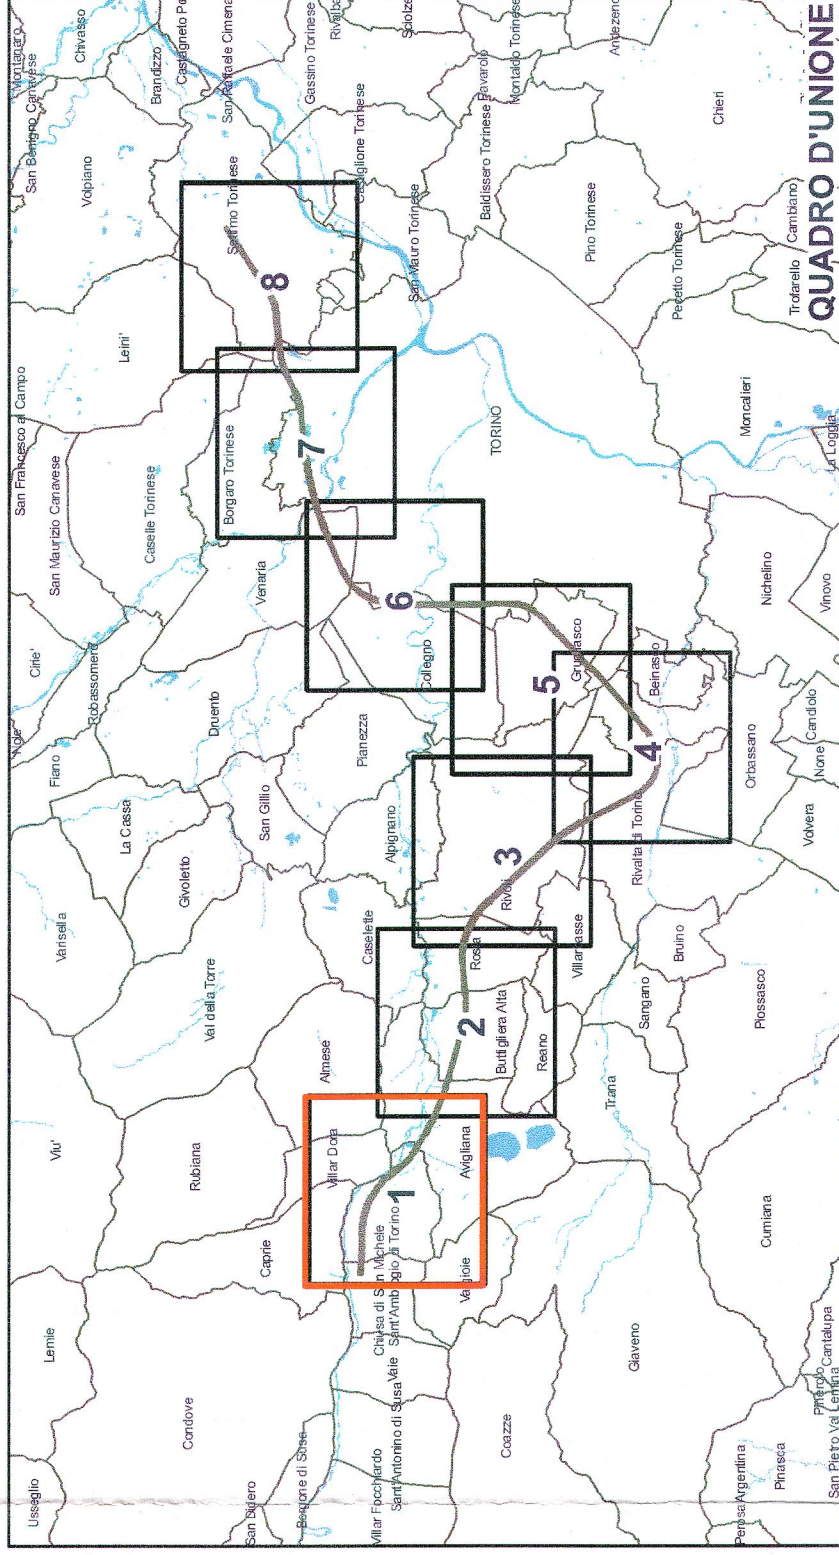 Usseglio
Lemie
Viu'
Varisella
Fiano
Nole
Cirie'
San Francesco al Campo
San Maurizio Canavese
Leini'
Volpiano
San Benigno Canavese
Montanaro
Chivasso
Brandizzo
Castagneto Po
San Raffaele Cimena
Gassino Torinese
Rivalba
Sciolze
Condove
San Didero
Borgone di Susa
Caprie
Rubiana
Val della Torre
Givoletto
La Cassa
San Gillio
Druento
Robassomero
Venaria
Caselle Torinese
Borgaro Torinese
Settimo Torinese
Castiglione Torinese
San Mauro Torinese
Baldissero Torinese
Pavarolo
Montaldo Torinese
Andezeno
Almese
Villar Dora
Caselette
Alpignano
Pianezza
Collegno
TORINO
Villar Focchiardo
Sant'Antonino di Susa
Vaie
Chiusa di San Michele
Sant'Ambrogio di Torino
Avigliana
Valgioie
Coazze
Giaveno
Buttigliera Alta
Reano
Rosta
Rivoli
Villarbasse
Trana
Sangano
Bruino
Rivalta di Torino
Grugliasco
Beinasco
Orbassano
Piossasco
Volvera
None
Candiolo
Nichelino
Vinovo
Moncalieri
La Loggia
Pino Torinese
Pecetto Torinese
Trofarello
Cambiano
Chieri
Cumiana
Perosa Argentina
Pinasca
San Pietro Val Lemina
Pinerolo
Cantalupa
1
2
3
4
5
6
7
8
QUADRO D'UNIONE